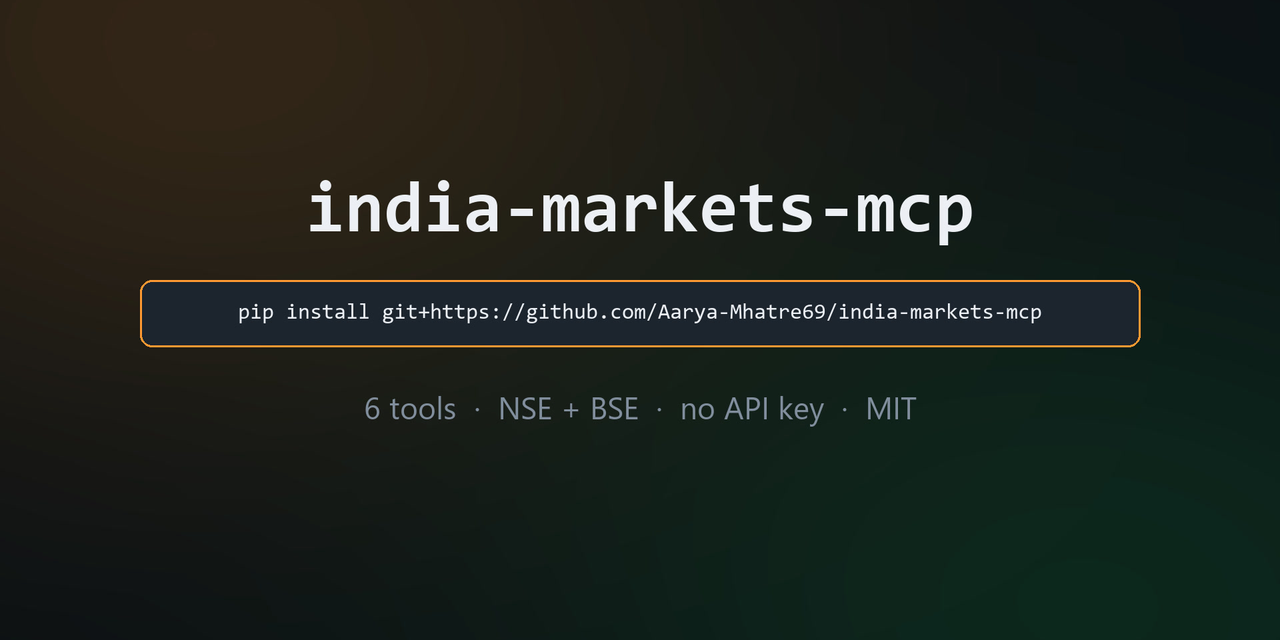 india-markets-mcp
pip install git+https://github.com/Aarya-Mhatre69/india-markets-mcp
6 tools · NSE + BSE · no API key · MIT